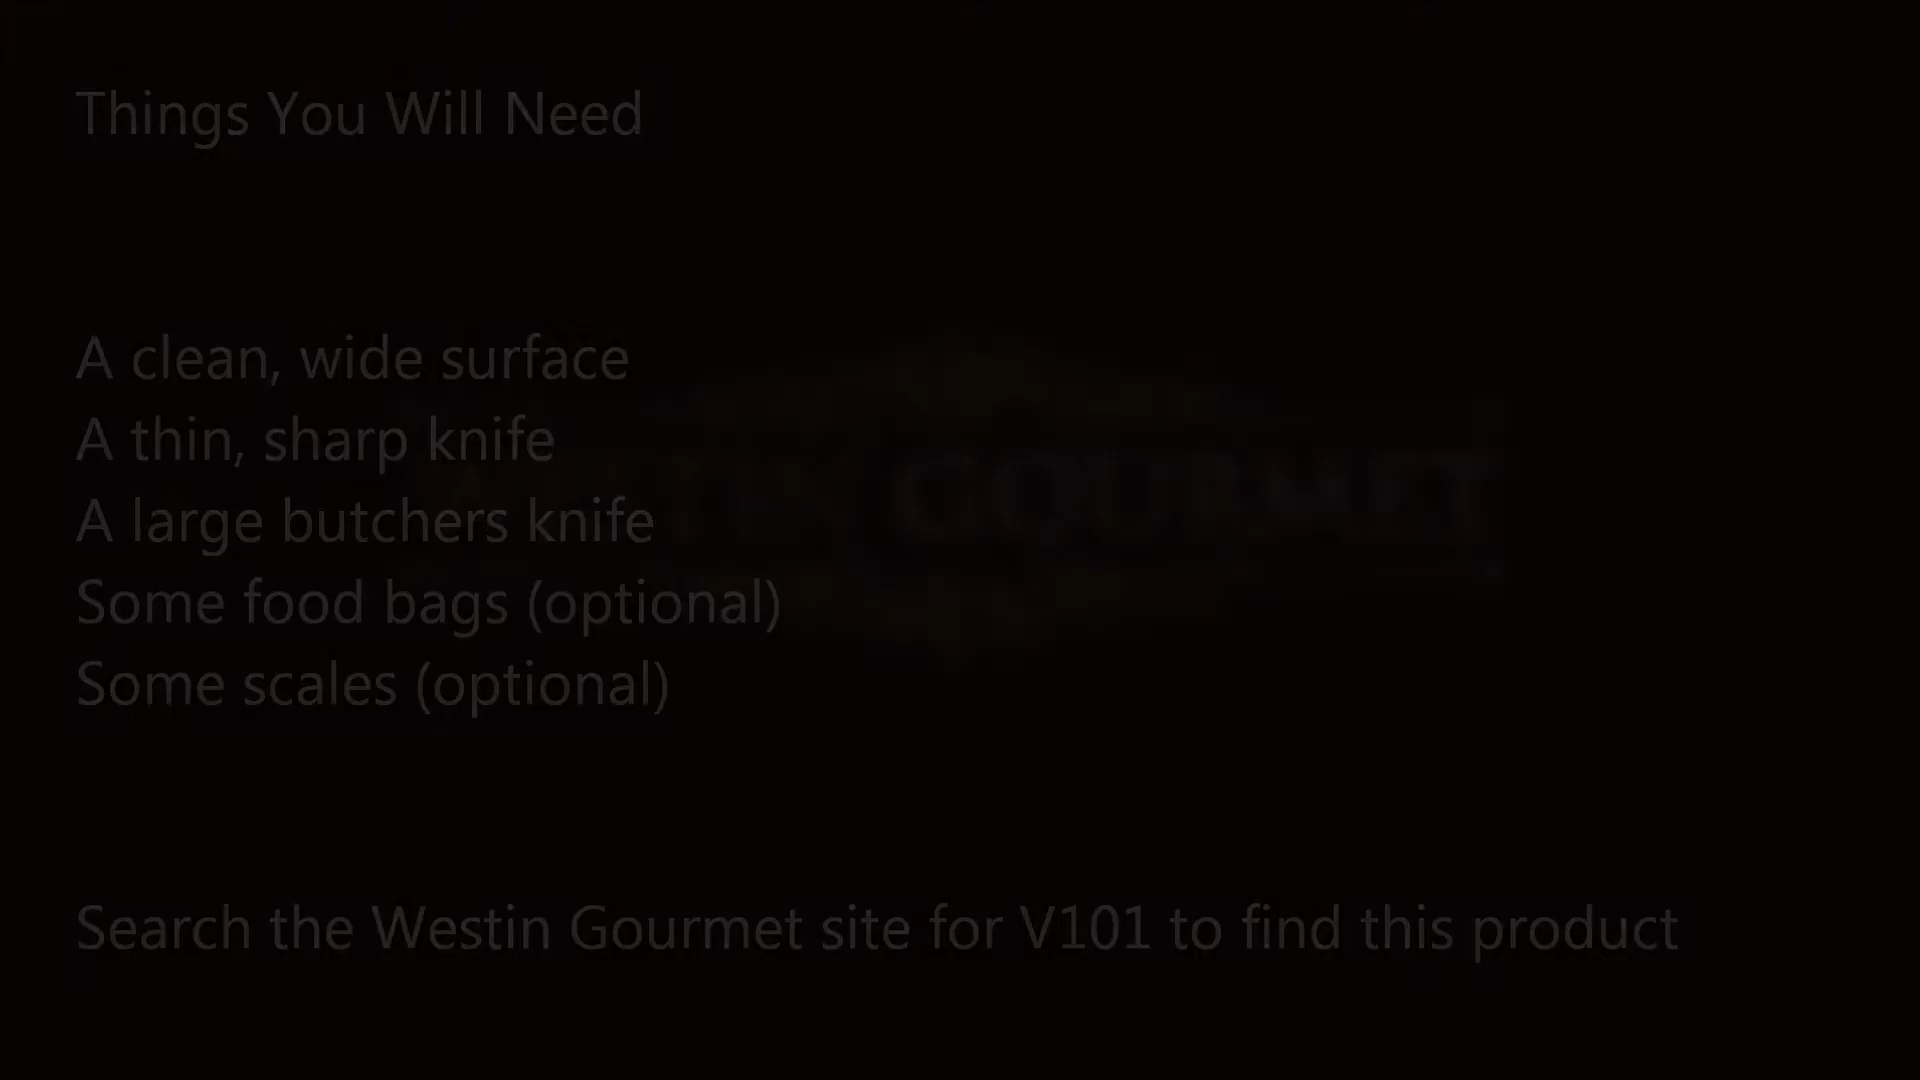 Things You Will Need
A clean, wide surface
A thin, sharp knife
A large butchers knife
Some food bags (optional)
Some scales (optional)
GOURMET
Search the Westin Gourmet site for V101 to find this product